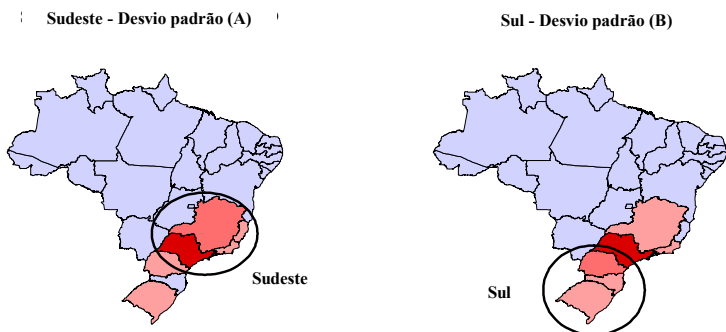 Sudeste - Desvio padrão (A)
Sul - Desvio padrão (B)
Sudeste
Sul